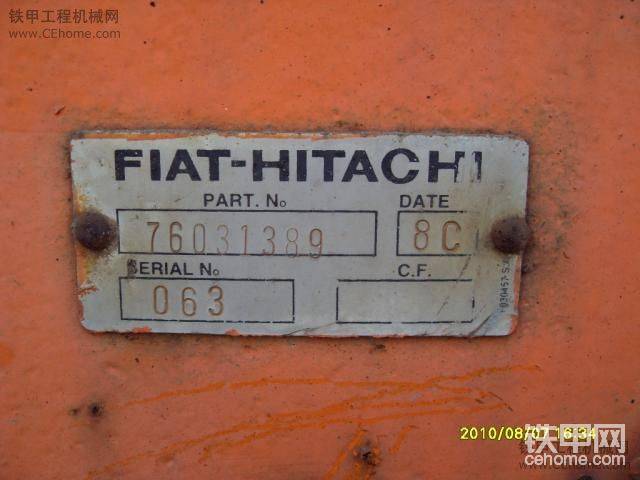 铁甲工程机械网
www.CEhome.com
FIAT-HITACHI
PART. No
DATE
76031389
8C
SERIAL No
C.F.
063
2010/08/07 16:34
铁甲网
cehome.com